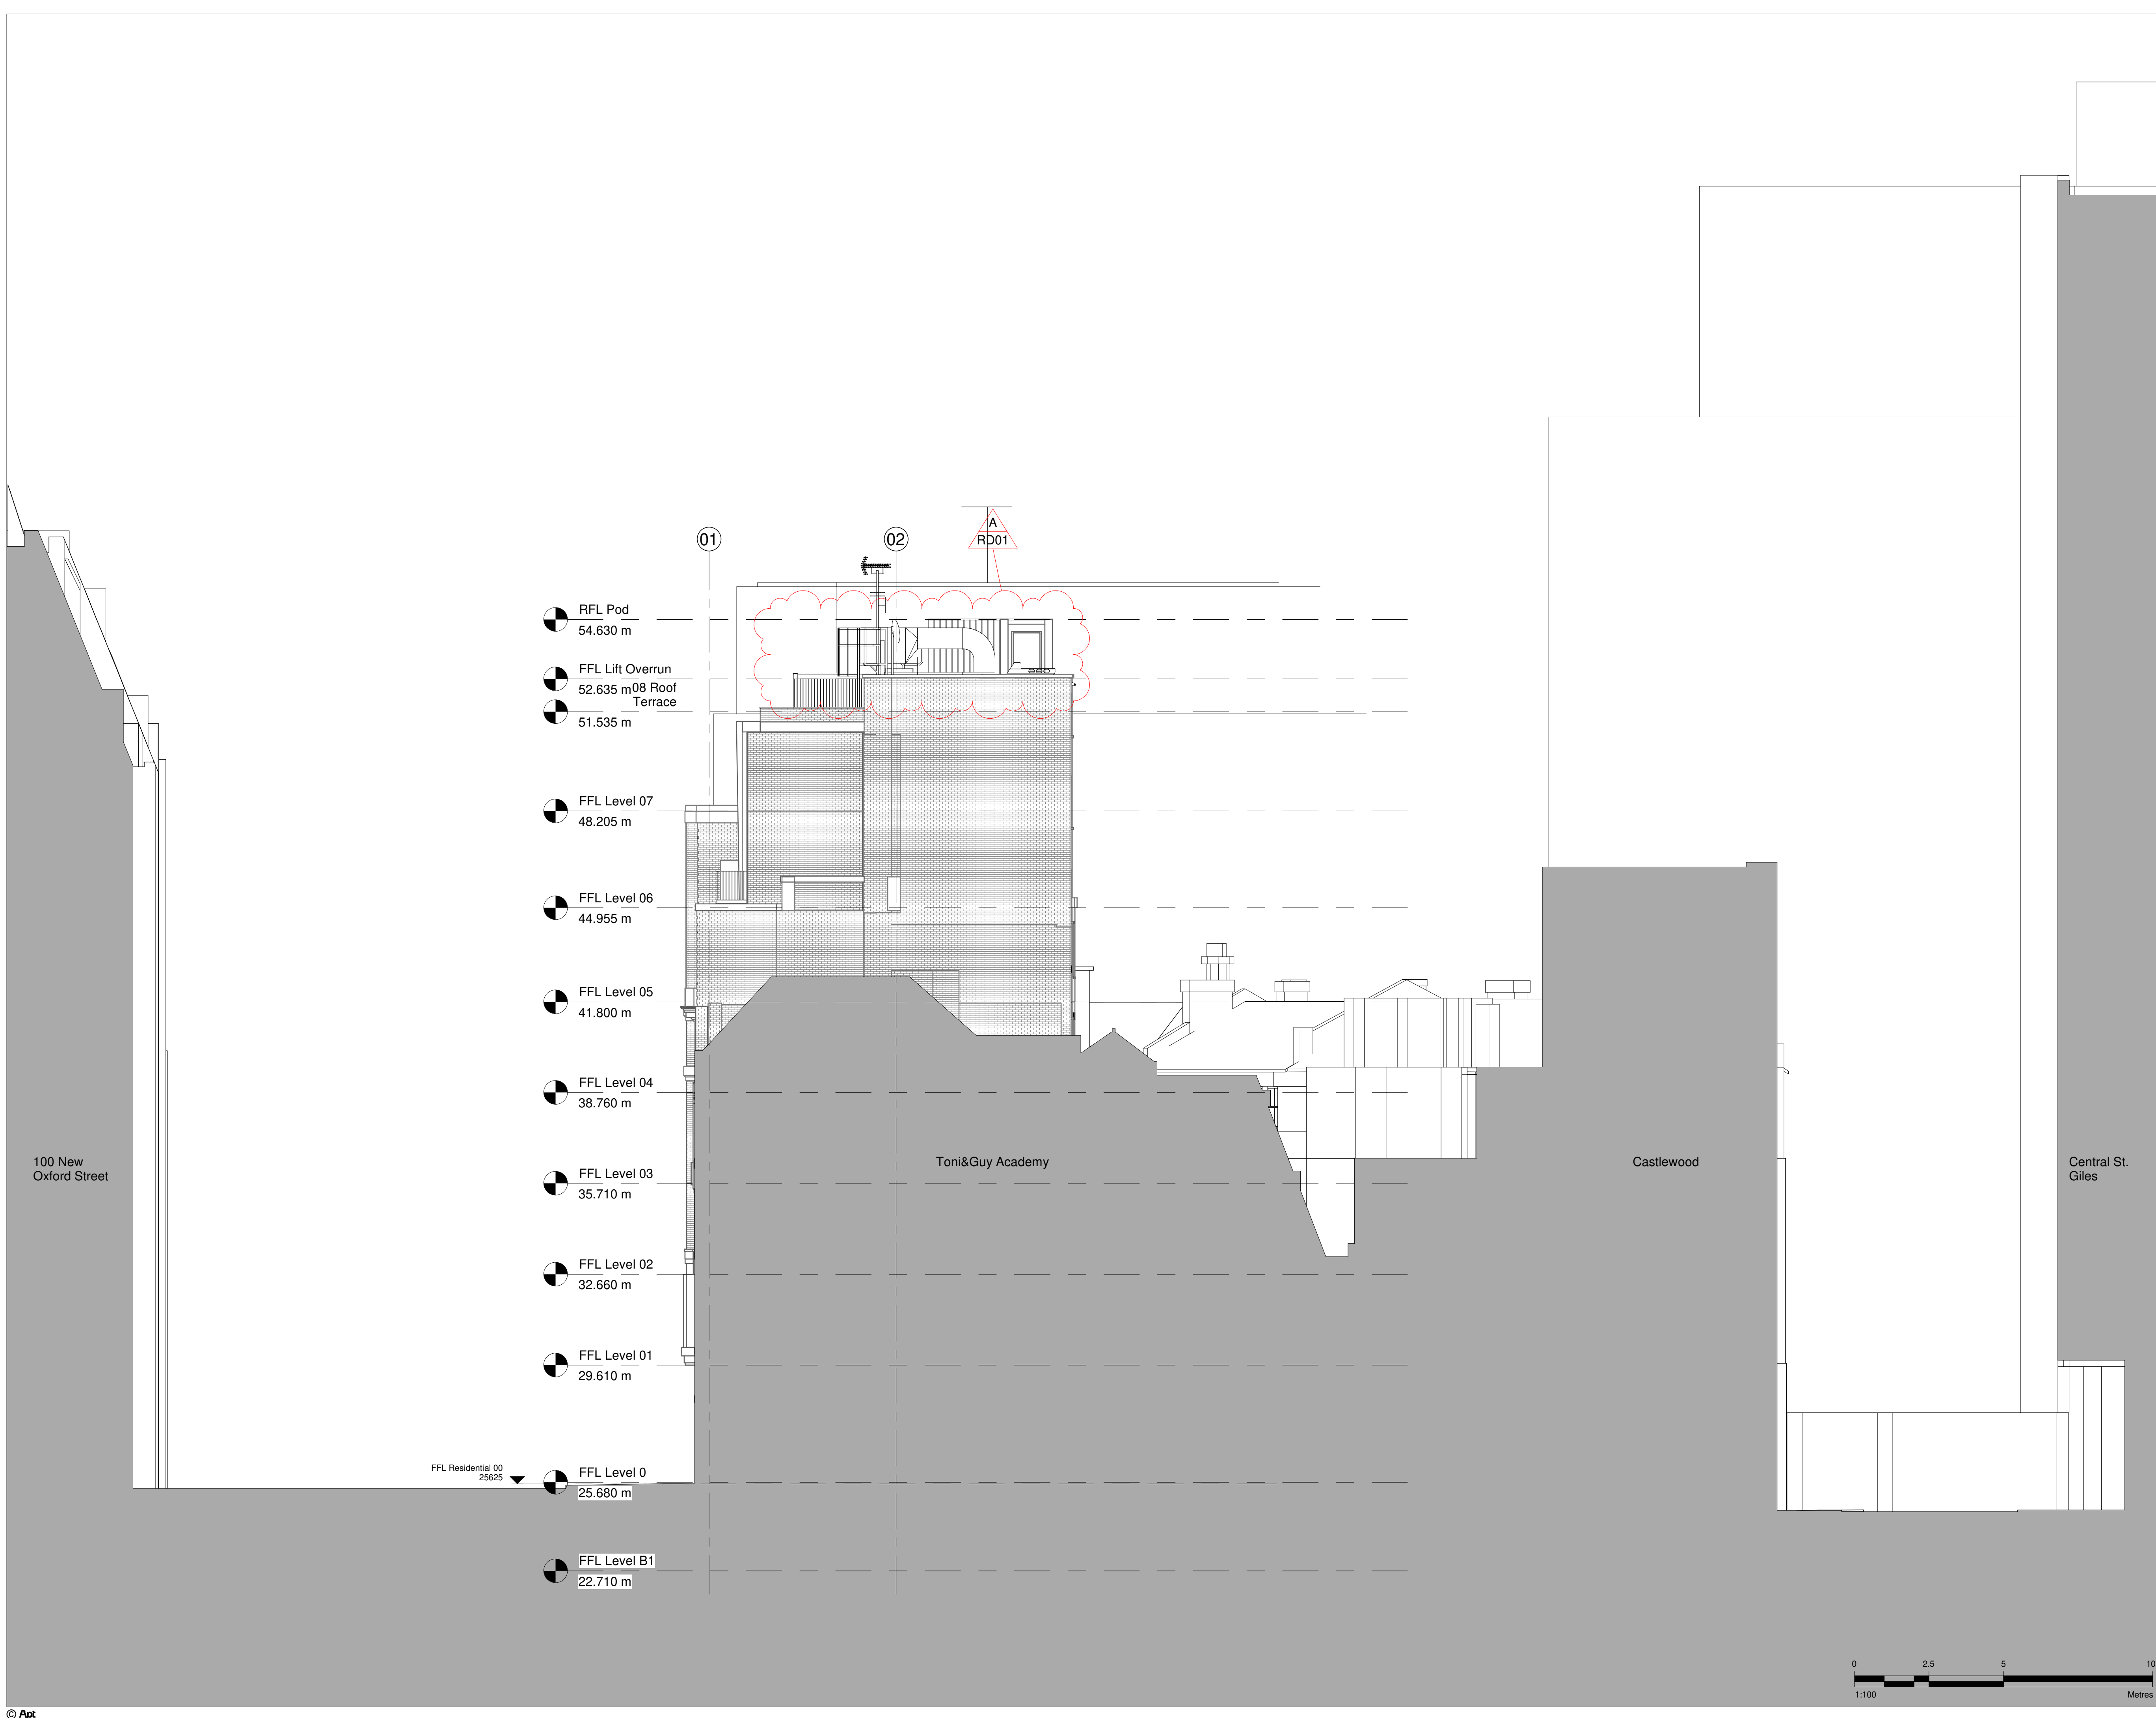 01
02
A
RD01
RFL Pod
54.630 m
FFL Lift Overrun
52.635 m
08 Roof
Terrace
51.535 m
FFL Level 07
48.205 m
FFL Level 06
44.955 m
FFL Level 05
41.800 m
FFL Level 04
38.760 m
100 New
Oxford Street
Toni&Guy Academy
Castlewood
Central St.
Giles
FFL Level 03
35.710 m
FFL Level 02
32.660 m
FFL Level 01
29.610 m
FFL Residential 00
25625
FFL Level 0
25.680 m
FFL Level B1
22.710 m
0 2.5 5 10
1:100 Metres
© Apt